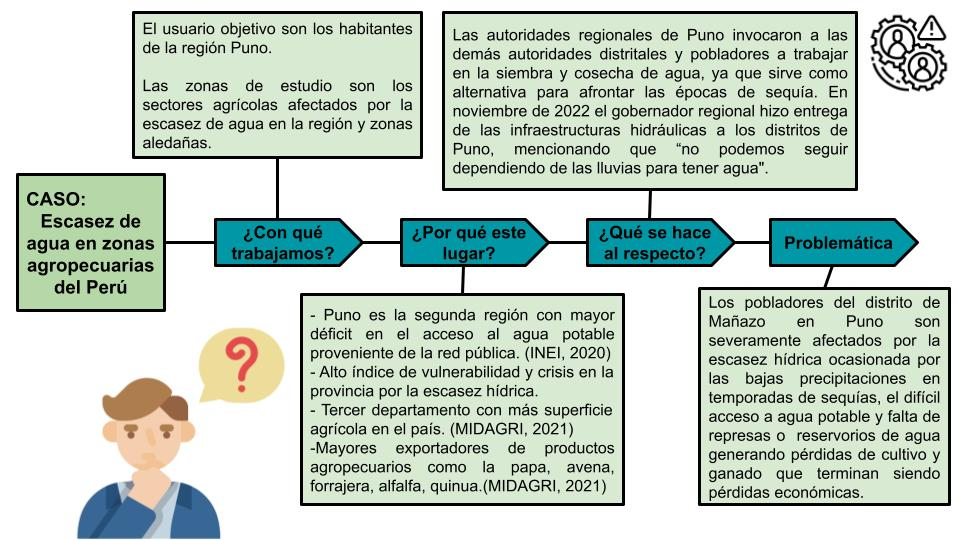 El usuario objetivo son los habitantes
de la región Puno.
Las zonas de estudio son los
sectores agrícolas afectados por la
escasez de agua en la región y zonas
aledañas.
Las autoridades regionales de Puno invocaron a las
demás autoridades distritales y pobladores a trabajar
en la siembra y cosecha de agua, ya que sirve como
alternativa para afrontar las épocas de sequía. En
noviembre de 2022 el gobernador regional hizo entrega
de las infraestructuras hidráulicas a los distritos de
Puno, mencionando que “no podemos seguir
dependiendo de las lluvias para tener agua".
CASO:
Escasez de
agua en zonas
agropecuarias
del Perú
¿Con qué
trabajamos?
¿Por qué este
lugar?
¿Qué se hace
al respecto?
Problemática
- Puno es la segunda región con mayor
déficit en el acceso al agua potable
proveniente de la red pública. (INEI, 2020)
- Alto índice de vulnerabilidad y crisis en la
provincia por la escasez hídrica.
- Tercer departamento con más superficie
agrícola en el país. (MIDAGRI, 2021)
-Mayores exportadores de productos
agropecuarios como la papa, avena,
forrajera, alfalfa, quinua.(MIDAGRI, 2021)
Los pobladores del distrito de
Mañazo en Puno son
severamente afectados por la
escasez hídrica ocasionada por
las bajas precipitaciones en
temporadas de sequías, el difícil
acceso a agua potable y falta de
represas o reservorios de agua
generando pérdidas de cultivo y
ganado que terminan siendo
pérdidas económicas.
?